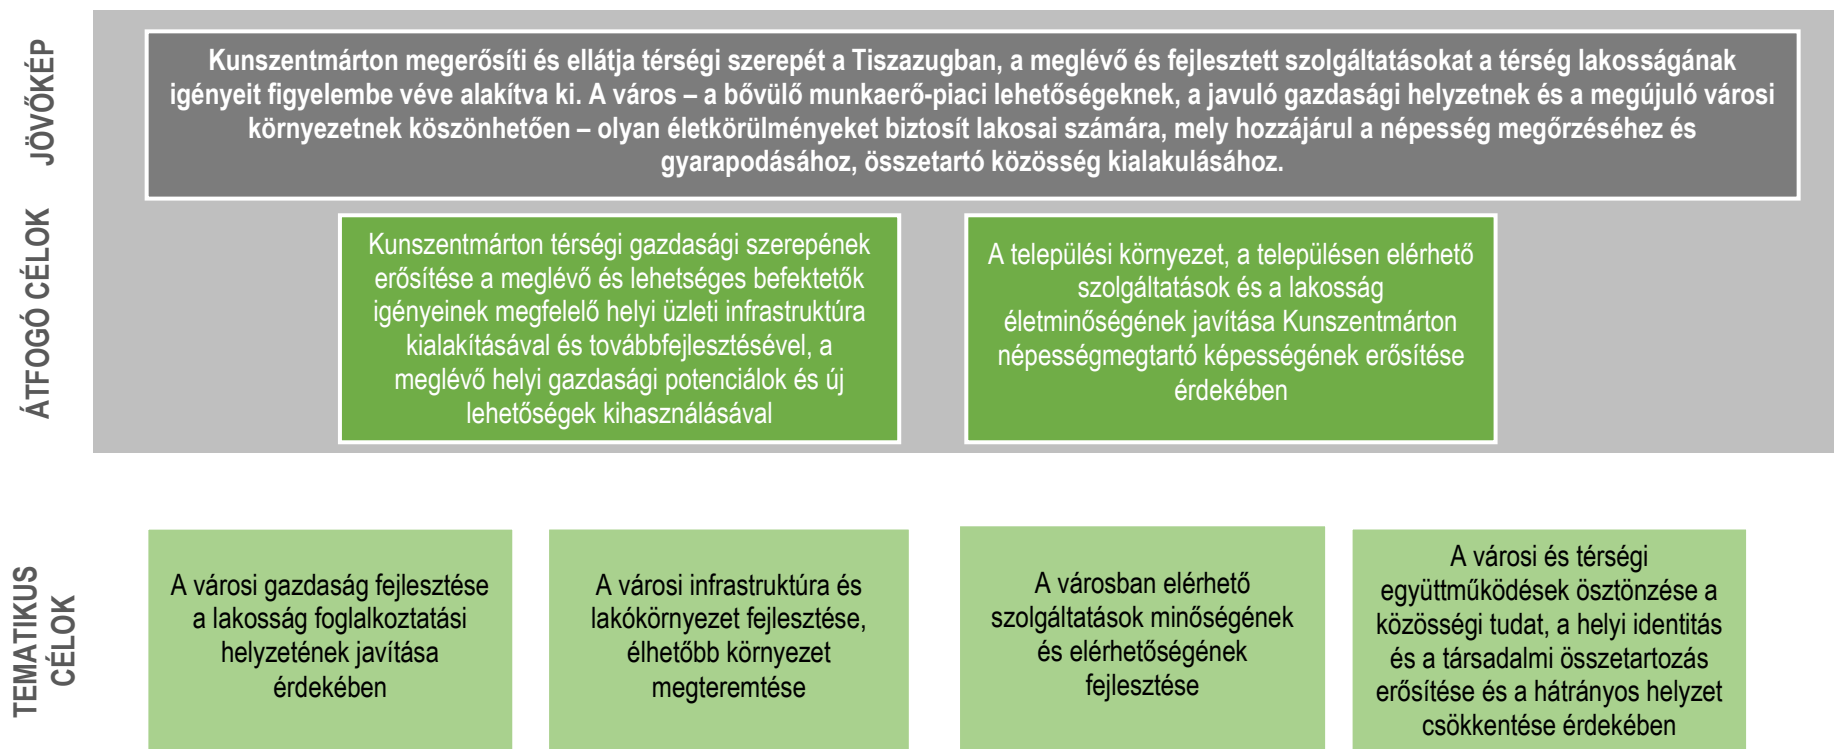 JÖVŐKÉP
Kunszentmárton megerősíti és ellátja térségi szerepét a Tiszazugban, a meglévő és fejlesztett szolgáltatásokat a térség lakosságának
igényeit figyelembe véve alakítva ki. A város – a bővülő munkaerő-piaci lehetőségeknek, a javuló gazdasági helyzetnek és a megújuló városi
környezetnek köszönhetően – olyan életkörülményeket biztosít lakosai számára, mely hozzájárul a népesség megőrzéséhez és
gyarapodásához, összetartó közösség kialakulásához.
ÁTFOGÓ CÉLOK
Kunszentmárton térségi gazdasági szerepének
erősítése a meglévő és lehetséges befektetők
igényeinek megfelelő helyi üzleti infrastruktúra
kialakításával és továbbfejlesztésével, a
meglévő helyi gazdasági potenciálok és új
lehetőségek kihasználásával
A települési környezet, a településen elérhető
szolgáltatások és a lakosság
életminőségének javítása Kunszentmárton
népességmegtartó képességének erősítése
érdekében
TEMATIKUS
CÉLOK
A városi gazdaság fejlesztése
a lakosság foglalkoztatási
helyzetének javítása
érdekében
A városi infrastruktúra és
lakókörnyezet fejlesztése,
élhetőbb környezet
megteremtése
A városban elérhető
szolgáltatások minőségének
és elérhetőségének
fejlesztése
A városi és térségi
együttműködések ösztönzése a
közösségi tudat, a helyi identitás
és a társadalmi összetartozás
erősítése és a hátrányos helyzet
csökkentése érdekében